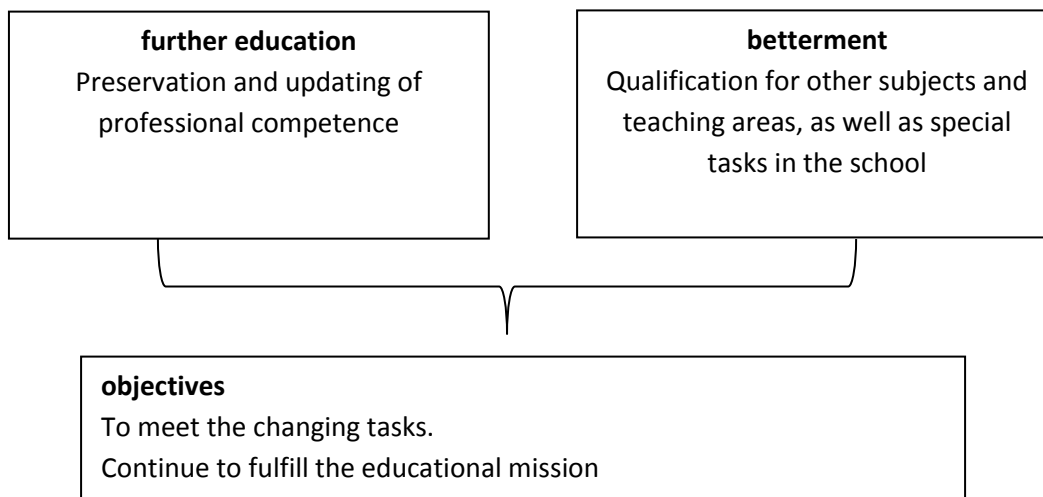 further education
Preservation and updating of
professional competence
betterment
Qualification for other subjects and
teaching areas, as well as special
tasks in the school
objectives
To meet the changing tasks.
Continue to fulfill the educational mission